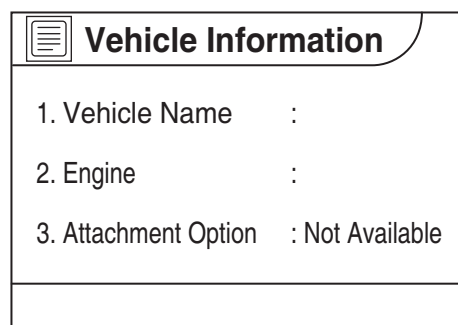 Vehicle Information
1. Vehicle Name :
2. Engine :
3. Attachment Option : Not Available